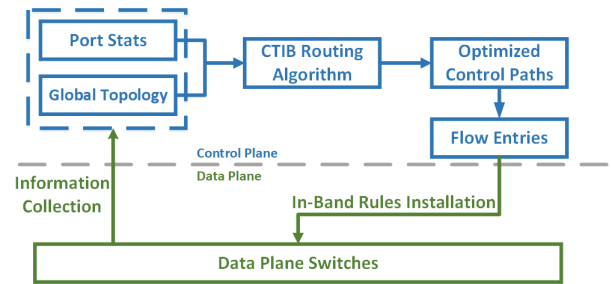 Port Stats
Global Topology
CTIB Routing
Algorithm
Optimized
Control Paths
Flow Entries
Control Plane
Data Plane
Information
Collection
In-Band Rules Installation
Data Plane Switches